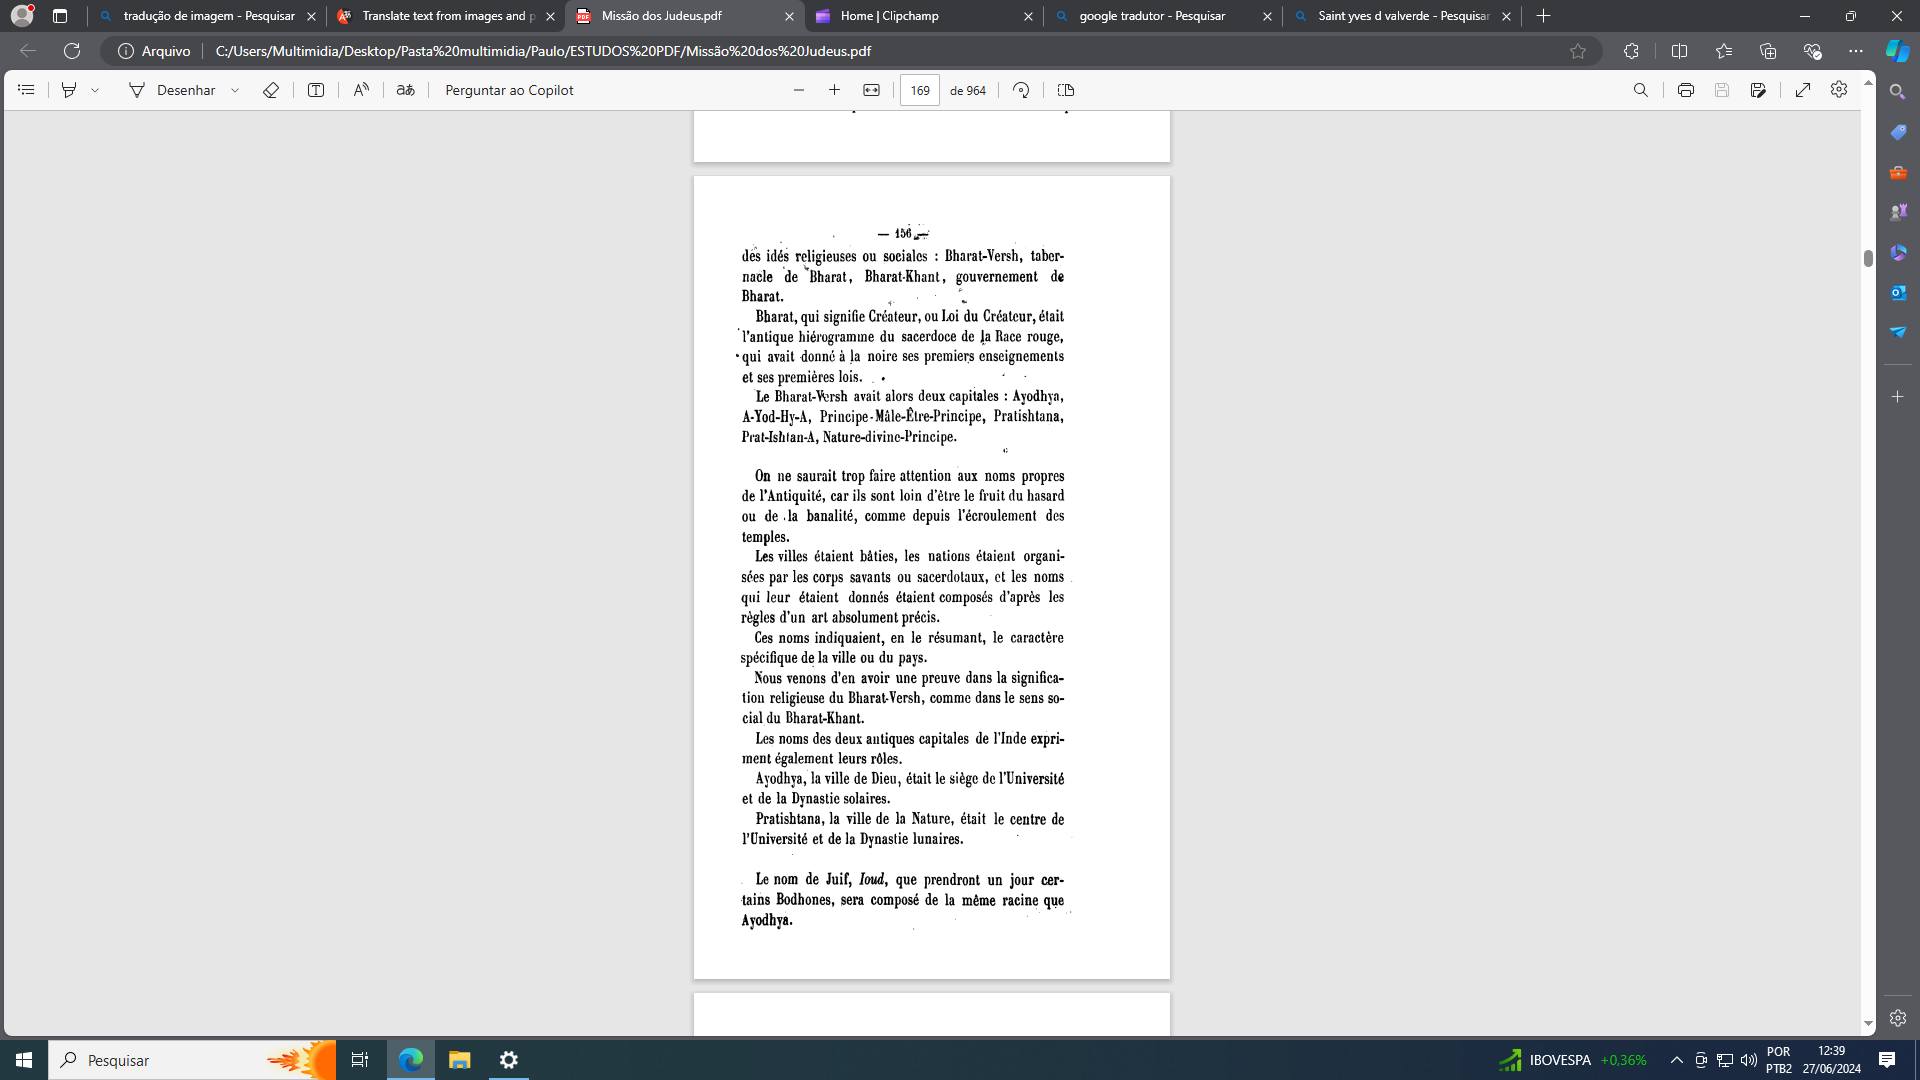 tradução de imagem - Pesquisar
Translate text from images and p
Missão dos Judeus.pdf
Home | Clipchamp
google tradutor - Pesquisar
Saint yves d valverde - Pesquisar
Arquivo
C:/Users/Multimidia/Desktop/Pasta%20multimidia/Paulo/ESTUDOS%20PDF/Missão%20dos%20Judeus.pdf
Desenhar
Perguntar ao Copilot
169
de 964
— 156 —
des idés religieuses ou sociales : Bharat-Versh, taber-
nacle de Bharat, Bharat-Khant, gouvernement de
Bharat.
Bharat, qui signifie Créateur, ou Loi du Créateur, était
l'antique hiérogramme du sacerdoce de la Race rouge,
qui avait donné à la noire ses premiers enseignements
et ses premières lois.
Le Bharat-Versh avait alors deux capitales : Ayodhya,
A-Yod-Hy-A, Principe-Mâle-Être-Principe, Pratishtana,
Prat-Ishtan-A, Nature-divine-Principe.
On ne saurait trop faire attention aux noms propres
de l'Antiquité, car ils sont loin d'être le fruit du hasard
ou de la banalité, comme depuis l'écroulement des
temples.
Les villes étaient bâties, les nations étaient organi-
sées par les corps savants ou sacerdotaux, et les noms
qui leur étaient donnés étaient composés d'après les
règles d'un art absolument précis.
Ces noms indiquaient, en le résumant, le caractère
spécifique de la ville ou du pays.
Nous venons d'en avoir une preuve dans la significa-
tion religieuse du Bharat-Versh, comme dans le sens so-
cial du Bharat-Khant.
Les noms des deux antiques capitales de l'Inde expri-
ment également leurs rôles.
Ayodhya, la ville de Dieu, était le siège de l'Université
et de la Dynastie solaires.
Pratishtana, la ville de la Nature, était le centre de
l'Université et de la Dynastie lunaires.
Le nom de Juif, Ioud, que prendront un jour cer-
tains Bodhones, sera composé de la même racine que
Ayodhya.
Pesquisar
IBOVESPA +0,36%
POR
PTB2
12:39
27/06/2024